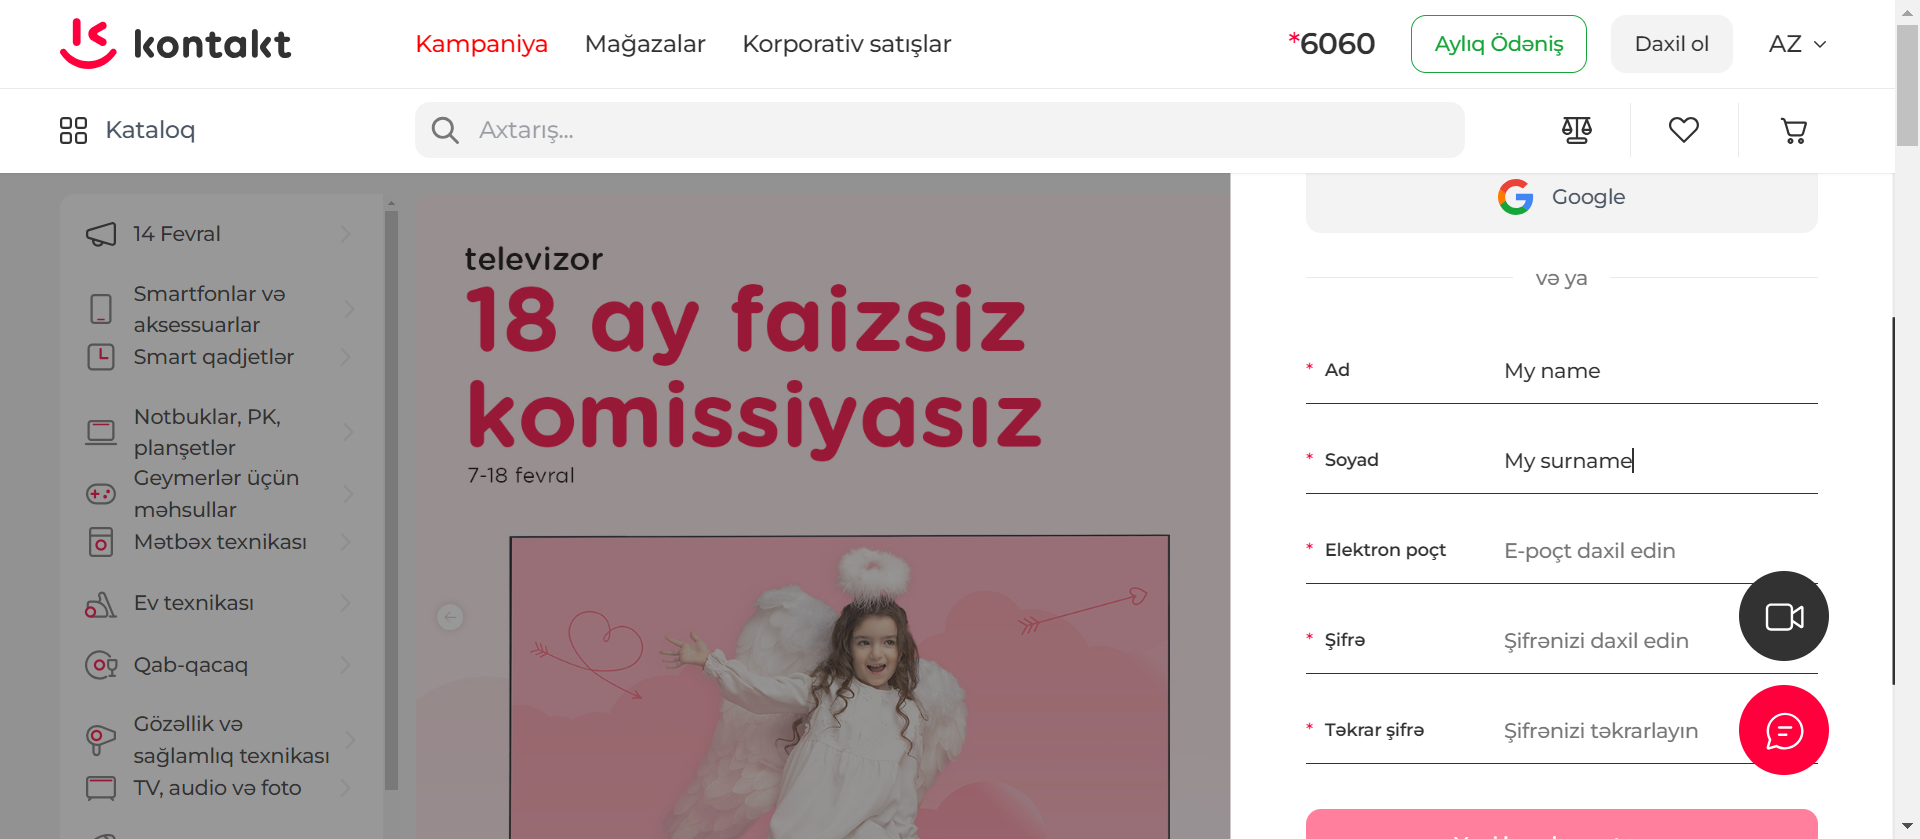 kontakt
Kampaniya
Mağazalar
Korporativ satışlar
*6060
Aylıq Ödəniş
Daxil ol
AZ
Kataloq
Axtarış...
14 Fevral
Smartfonlar və
aksessuarlar
Smart qadjetlər
Notbuklar, PK,
planşetlər
Geymerlər üçün
məhsullar
Mətbəx texnikası
Ev texnikası
Qab-qacaq
Gözəllik və
sağlamlıq texnikası
TV, audio və foto
televizor
18 ay faizsiz
komissiyasız
7-18 fevral
Google
və ya
* Ad
My name
* Soyad
My surname
* Elektron poçt
E-poçt daxil edin
* Şifrə
Şifrənizi daxil edin
* Təkrar şifrə
Şifrənizi təkrarlayın